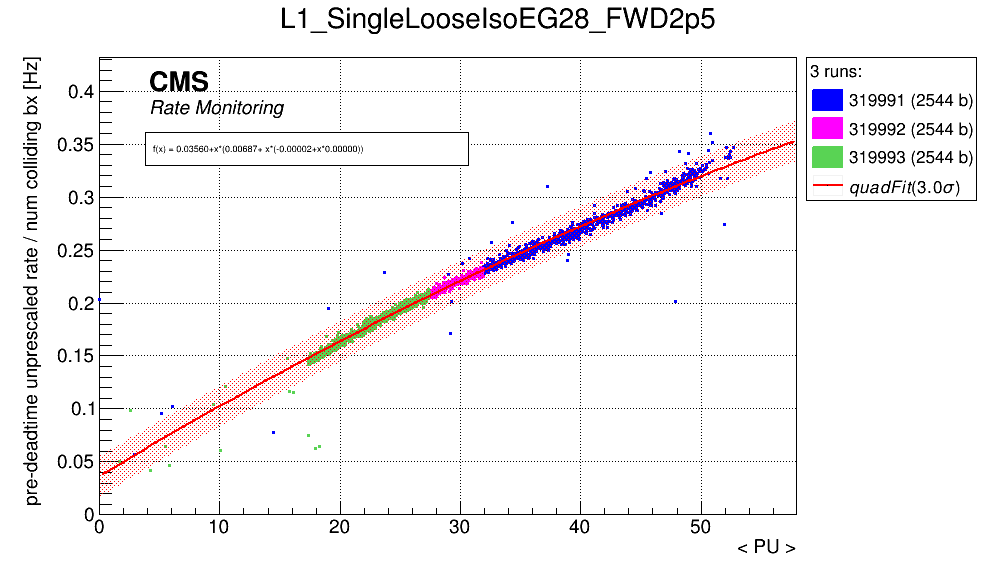 L1_SingleLooseIsoEG28_FWD2p5
pre-deadtime unprescaled rate / num colliding bx [Hz]
CMS
Rate Monitoring
f(x) = 0.03560+x*(0.00687+ x*(-0.00002+x*0.00000))
0.4
0.35
0.3
0.25
0.2
0.15
0.1
0.05
0
0 10 20 30 40 50
< PU >
3 runs:
319991 (2544 b)
319992 (2544 b)
319993 (2544 b)
quadFit(3.0σ)